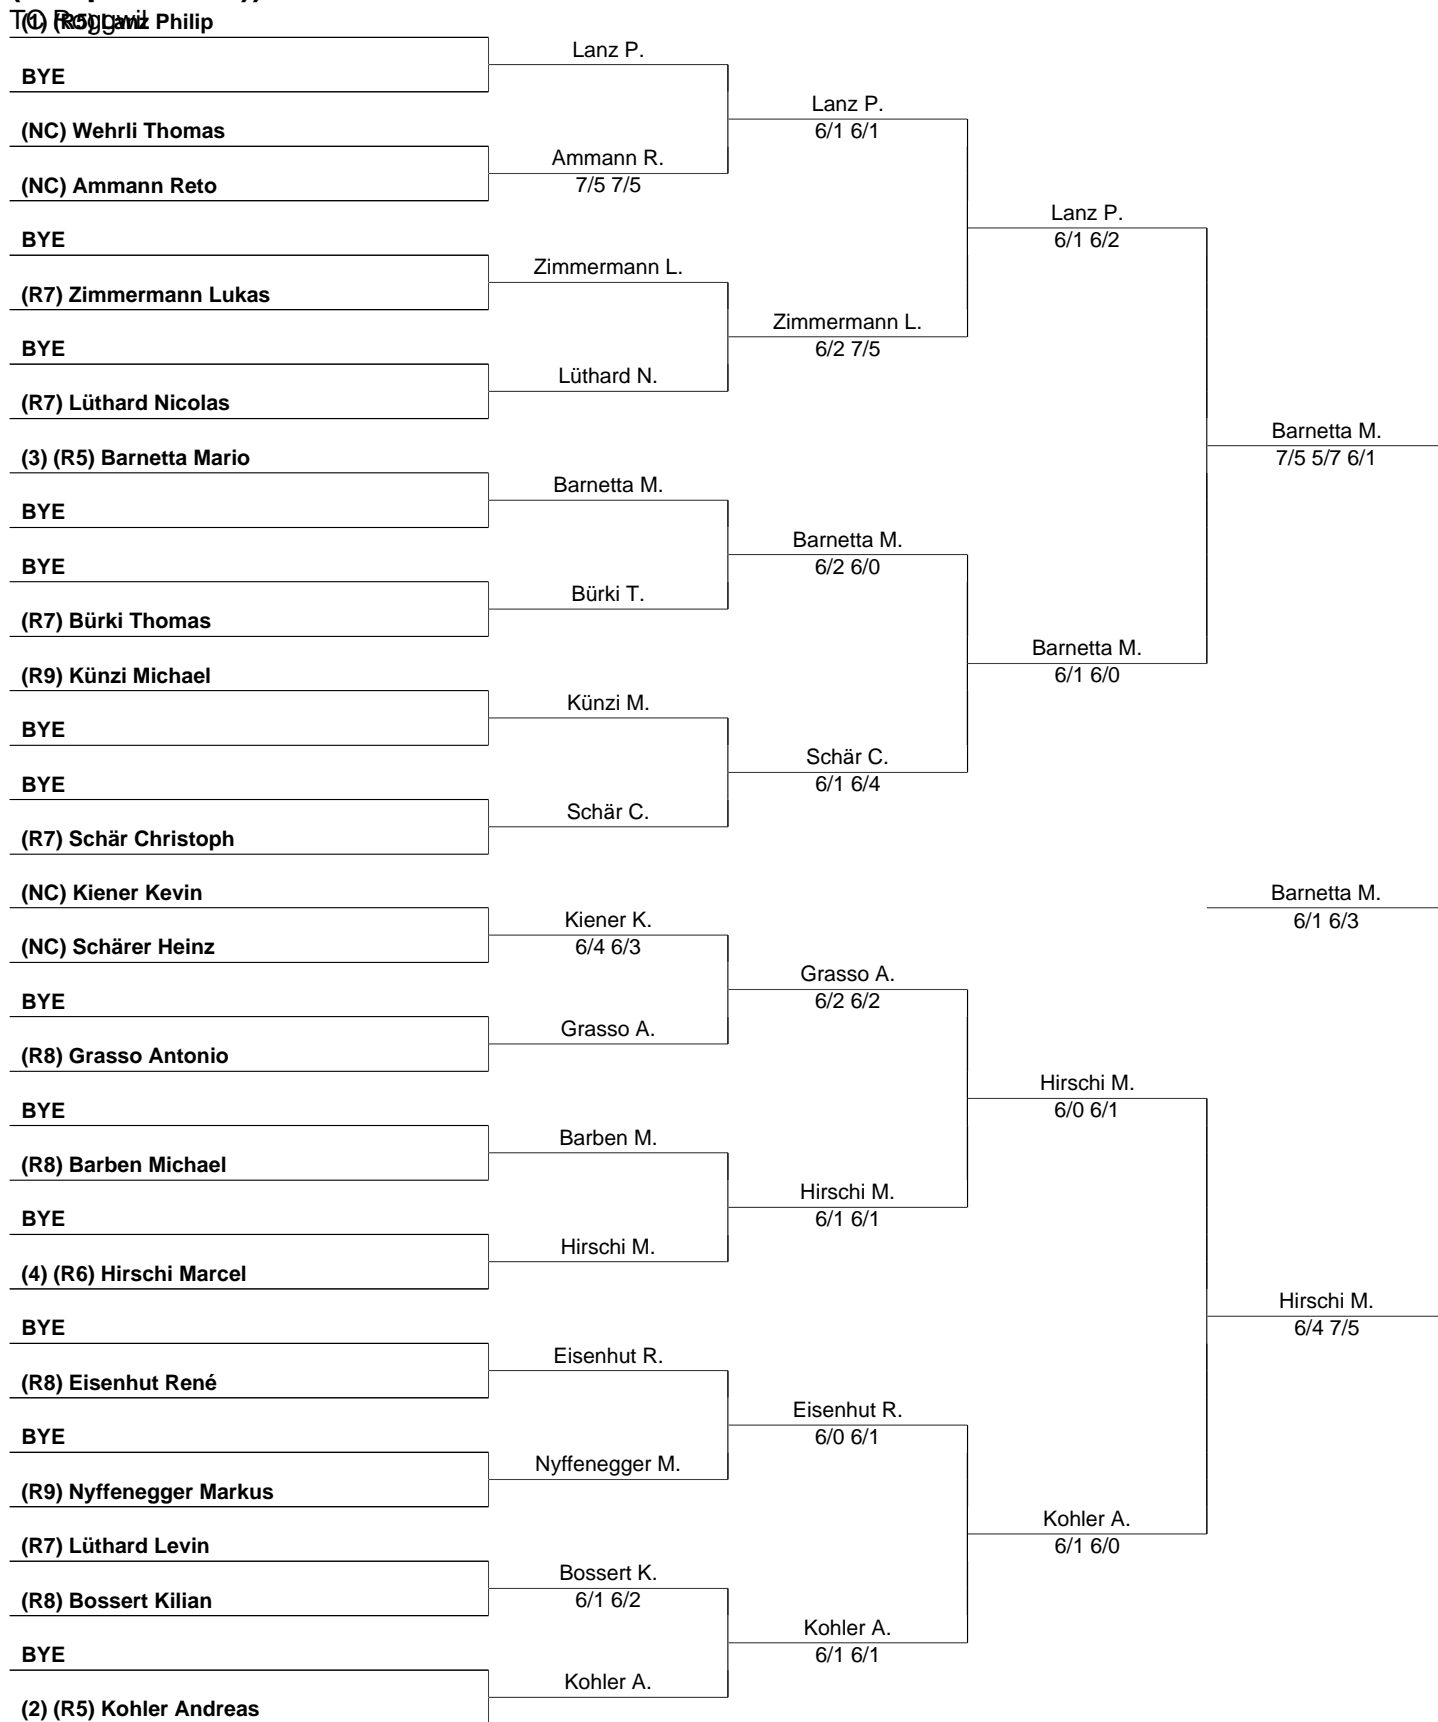 TC Roggwil
(1) (R5) Lanz Philip
BYE
(NC) Wehrli Thomas
(NC) Ammann Reto
BYE
(R7) Zimmermann Lukas
BYE
(R7) Lüthard Nicolas
(3) (R5) Barnetta Mario
BYE
BYE
(R7) Bürki Thomas
(R9) Künzi Michael
BYE
BYE
(R7) Schär Christoph
(NC) Kiener Kevin
(NC) Schärer Heinz
BYE
(R8) Grasso Antonio
BYE
(R8) Barben Michael
BYE
(4) (R6) Hirschi Marcel
BYE
(R8) Eisenhut René
BYE
(R9) Nyffenegger Markus
(R7) Lüthard Levin
(R8) Bossert Kilian
BYE
(2) (R5) Kohler Andreas
Lanz P.
Ammann R.
7/5 7/5
Zimmermann L.
Lüthard N.
Barnetta M.
Bürki T.
Künzi M.
Schär C.
Kiener K.
6/4 6/3
Grasso A.
Barben M.
Hirschi M.
Eisenhut R.
Nyffenegger M.
Bossert K.
6/1 6/2
Kohler A.
Lanz P.
6/1 6/1
Zimmermann L.
6/2 7/5
Barnetta M.
6/2 6/0
Schär C.
6/1 6/4
Grasso A.
6/2 6/2
Hirschi M.
6/1 6/1
Eisenhut R.
6/0 6/1
Kohler A.
6/1 6/1
Lanz P.
6/1 6/2
Barnetta M.
6/1 6/0
Hirschi M.
6/0 6/1
Kohler A.
6/1 6/0
Barnetta M.
7/5 5/7 6/1
Barnetta M.
6/1 6/3
Hirschi M.
6/4 7/5